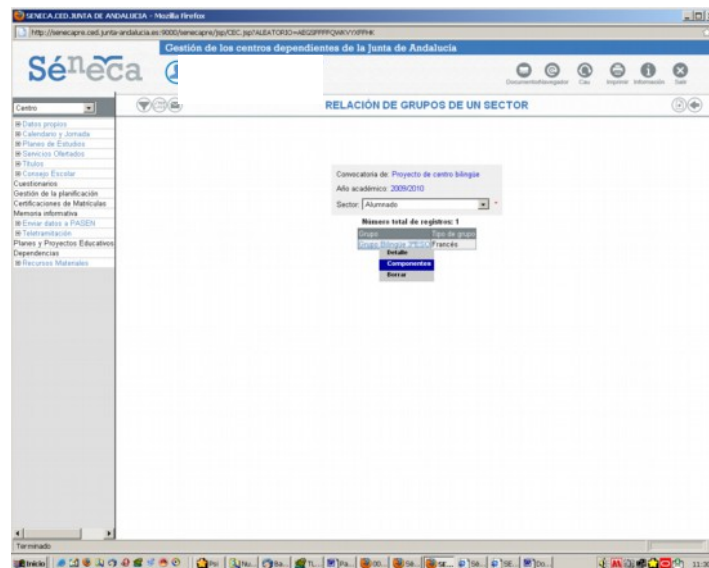 SENECA.CED.JUNTA DE ANDALUCIA - Mozilla Firefox
Gestión de los centros dependientes de la Junta de Andalucía
Séneca
Documentos Navegador Cau Imprimir Información Salir
Centro
RELACIÓN DE GRUPOS DE UN SECTOR
Datos propios
Calendario y Jornada
Planes de Estudios
Servicios Ofertados
Títulos
Consejo Escolar
Cuestionarios
Gestión de la planificación
Certificaciones de Matrículas
Memoria informativa
Enviar datos a PASEN
Teletramitación
Planes y Proyectos Educativos
Dependencias
Recursos Materiales
Convocatoria de: Proyecto de centro bilingüe
Año académico: 2009/2010
Sector: Alumnado *
Número total de registros: 1
Grupo Tipo de grupo
Grupo Bilingüe 3ºESO Francés
Detalle
Componentes
Borrar
Terminado
Inicio